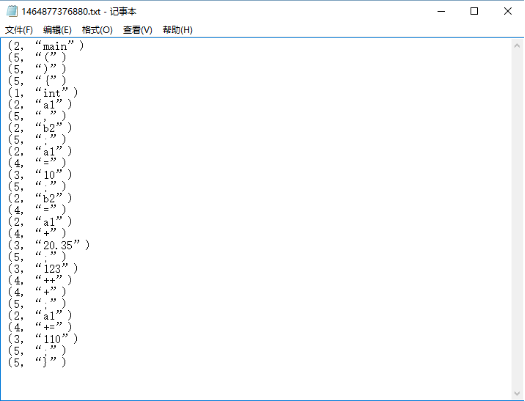 1464877376880.txt - 记事本
文件(F) 编辑(E) 格式(O) 查看(V) 帮助(H)
(2, “main”)
(5, “(”)
(5, “)”)
(5, “{”)
(1, “int”)
(2, “a1”)
(5, “,”)
(2, “b2”)
(5, “;”)
(2, “a1”)
(4, “=”)
(3, “10”)
(5, “;”)
(2, “b2”)
(4, “=”)
(2, “a1”)
(4, “+”)
(3, “20.35”)
(5, “;”)
(3, “123”)
(4, “++”)
(4, “+”)
(5, “;”)
(2, “a1”)
(4, “+=”)
(3, “110”)
(5, “;”)
(5, “}”)